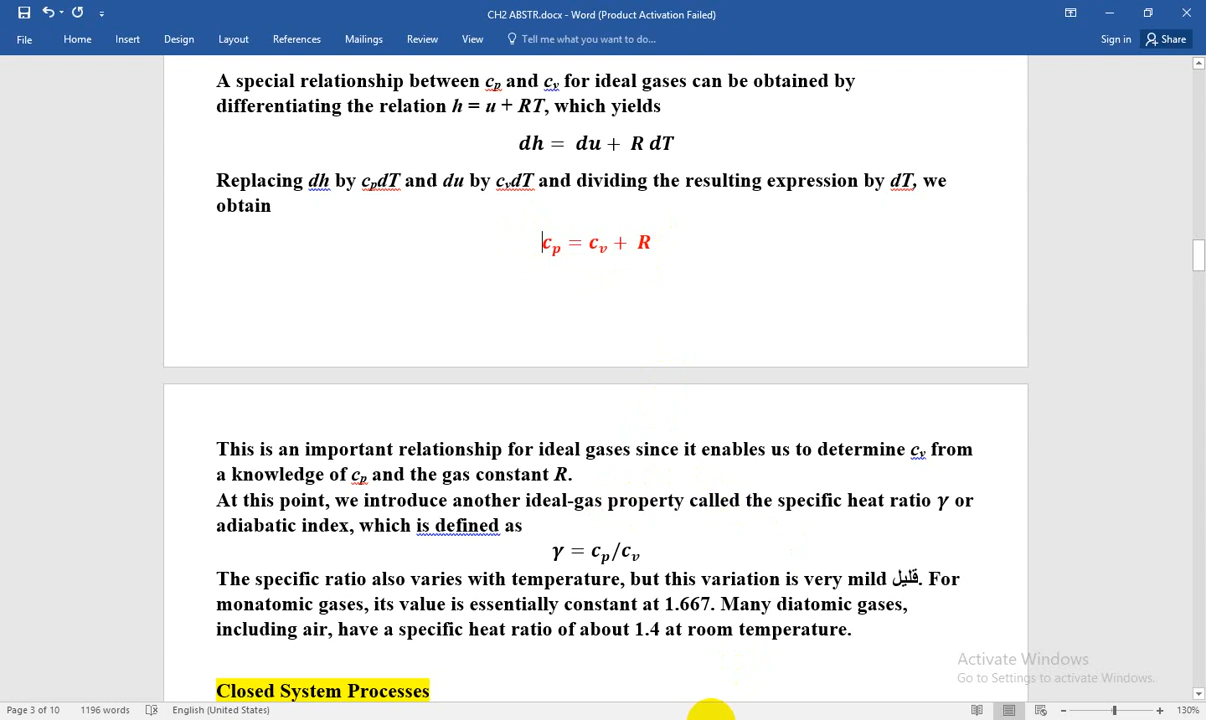 CH2 ABSTR.docx - Word (Product Activation Failed)
File Home Insert Design Layout References Mailings Review View Tell me what you want to do... Sign in Share
A special relationship between cp and cv for ideal gases can be obtained by
differentiating the relation h = u + RT, which yields
dh = du + R dT
Replacing dh by cpdT and du by cvdT and dividing the resulting expression by dT, we
obtain
cp = cv + R
This is an important relationship for ideal gases since it enables us to determine cv from
a knowledge of cp and the gas constant R.
At this point, we introduce another ideal-gas property called the specific heat ratio γ or
adiabatic index, which is defined as
γ = cp/cv
The specific ratio also varies with temperature, but this variation is very mild قليل. For
monatomic gases, its value is essentially constant at 1.667. Many diatomic gases,
including air, have a specific heat ratio of about 1.4 at room temperature.
Closed System Processes
Activate Windows
Go to Settings to activate Windows.
Page 3 of 10 1196 words English (United States) 130%